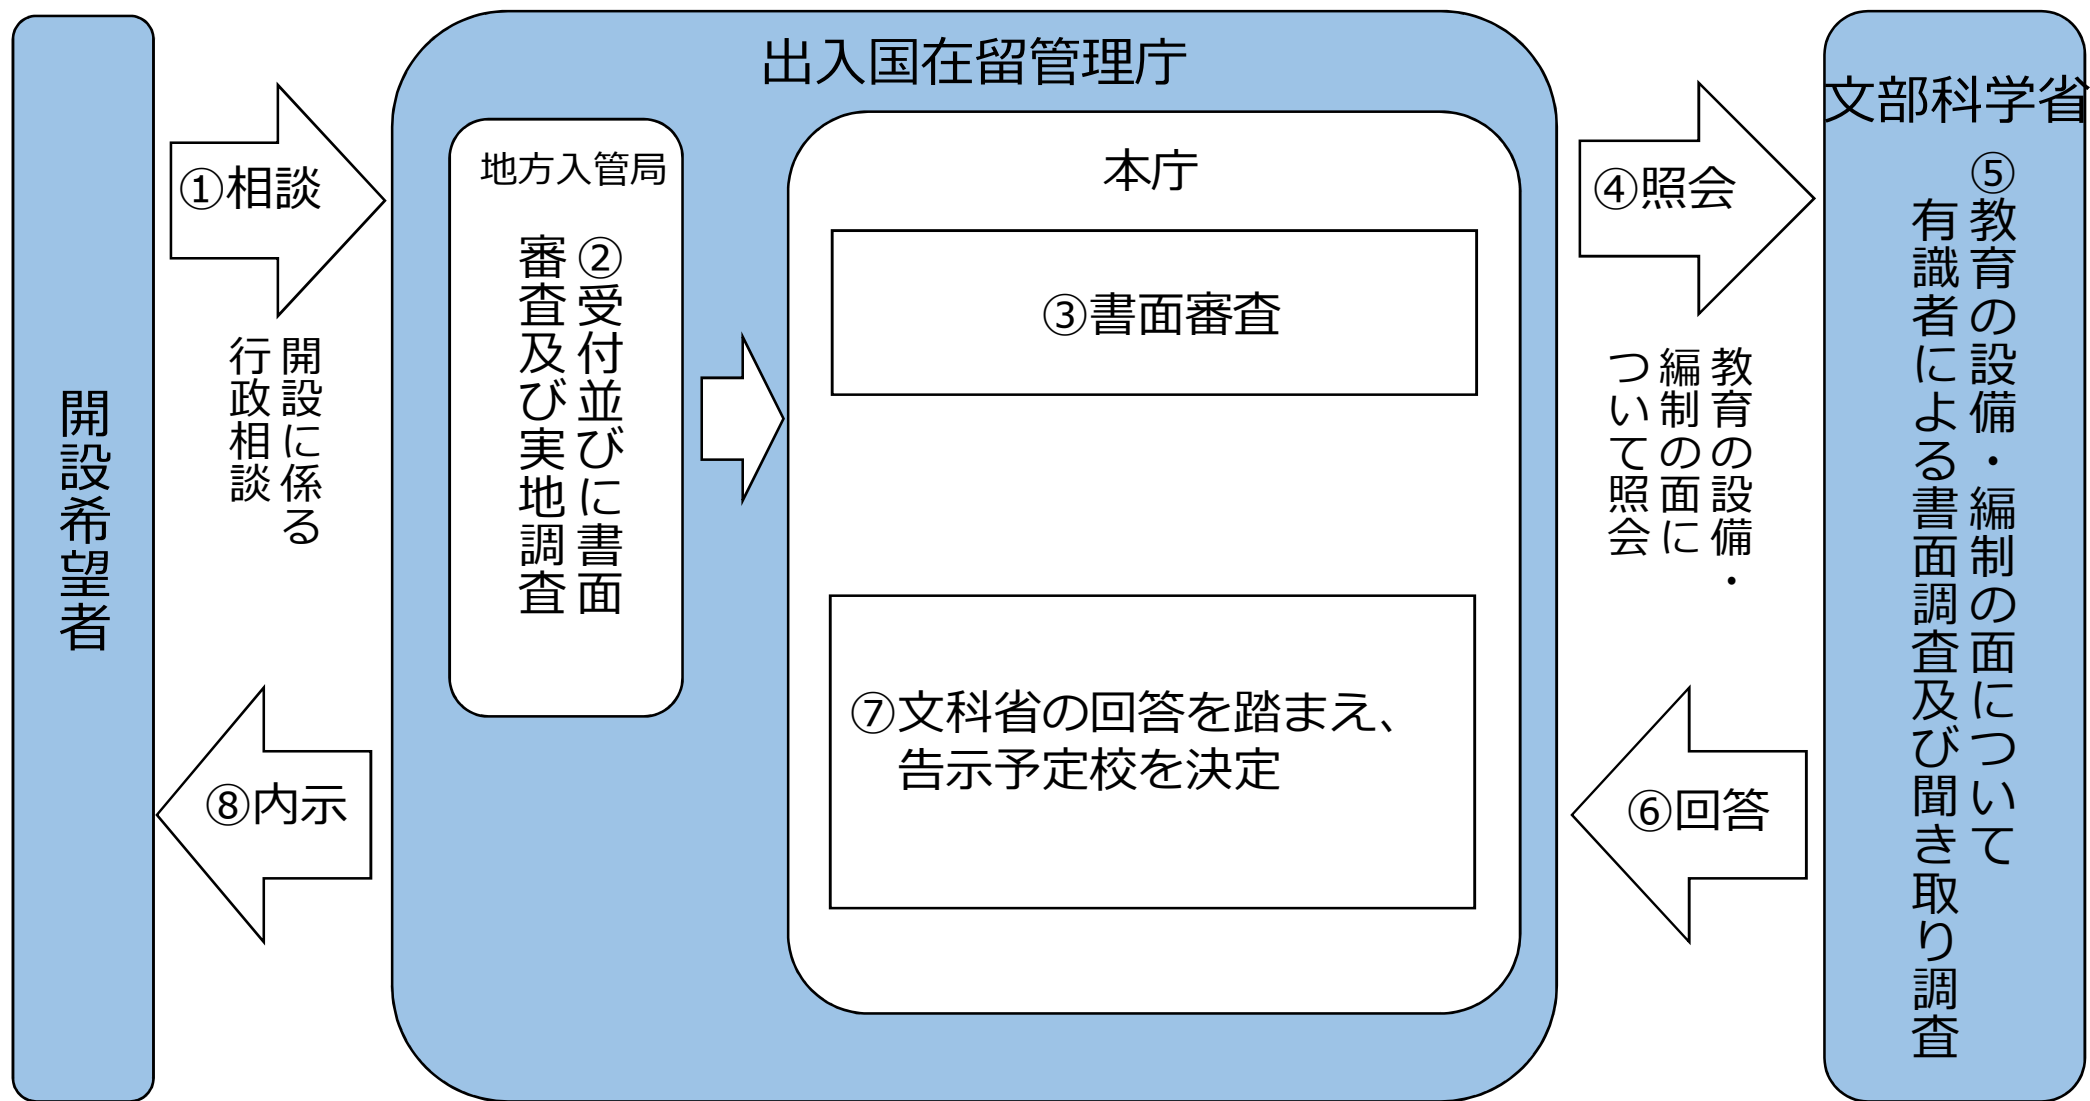 開設希望者
①相談
開設に係る
行政相談
⑧内示
出入国在留管理庁
地方入管局
②受付並びに書面
審査及び実地調査
本庁
③書面審査
⑦文科省の回答を踏まえ、
告示予定校を決定
④照会
教育の設備・
編制の面に
ついて照会
⑥回答
文部科学省
⑤教育の設備・編制の面について
有識者による書面調査及び聞き取り調査